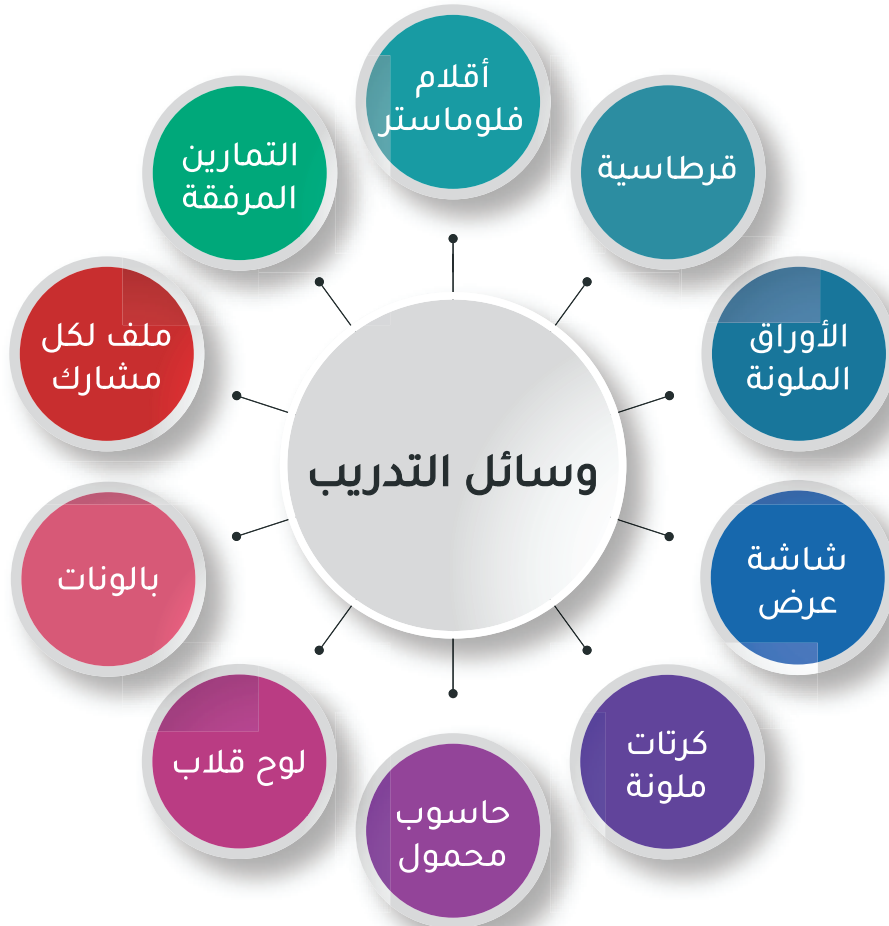 أقلام
فلوماستر
قرطاسية
التمارين
المرفقة
الأوراق
الملونة
ملف لكل
مشارك
وسائل التدريب
شاشة
عرض
بالونات
كرتات
ملونة
لوح قلاب
حاسوب
محمول